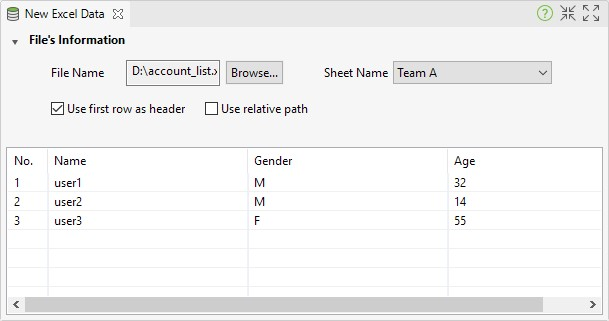 New Excel Data
File's Information
File Name D:\account_list.x Browse... Sheet Name Team A
Use first row as header Use relative path
No. Name Gender Age
1 user1 M 32
2 user2 M 14
3 user3 F 55